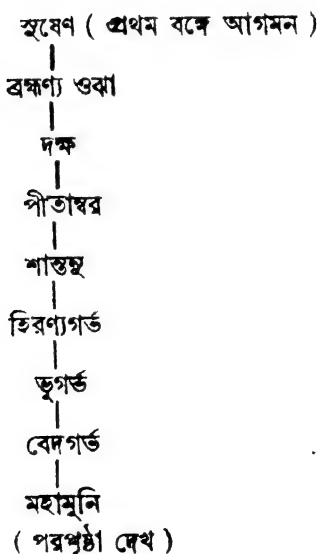 সুষেণ ( প্রথম বঙ্গে আগমন )
ব্রহ্মণ্য ওঝা
দক্ষ
পীতাম্বর
শান্তনু
হিরণ্যগর্ভ
ভূগর্ভ
বেদগর্ভ
মহামুনি
( পরপৃষ্ঠা দেখ )